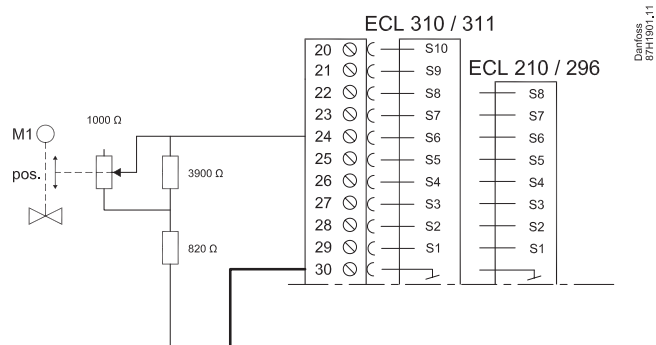 ECL 310 / 311
Danfoss
87H1901.11
ECL 210 / 296
20 S10
21 S9
22 S8 S8
23 S7 S7
24 S6 S6
25 S5 S5
26 S4 S4
27 S3 S3
28 S2 S2
29 S1 S1
30
1000 Ω
M1
pos.
3900 Ω
820 Ω